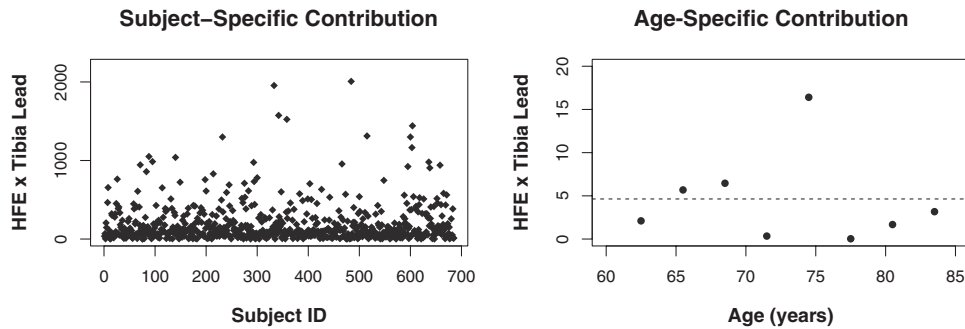 Subject–Specific Contribution
HFE x Tibia Lead
2000
1000
0
0 100 200 300 400 500 600 700
Subject ID
Age-Specific Contribution
HFE x Tibia Lead
20
15
10
5
0
60 65 70 75 80 85
Age (years)